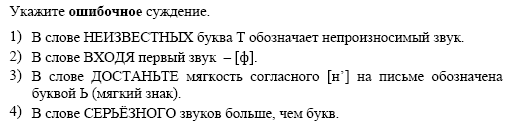 Укажите ошибочное суждение.
1) В слове НЕИЗВЕСТНЫХ буква Т обозначает непроизносимый звук.
2) В слове ВХОДЯ первый звук – [ф].
3) В слове ДОСТАНЬТЕ мягкость согласного [н’] на письме обозначена
буквой Ь (мягкий знак).
4) В слове СЕРЬЁЗНОГО звуков больше, чем букв.